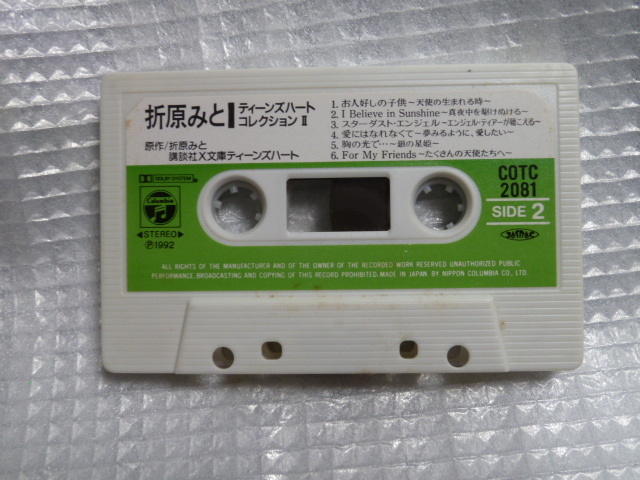 折原みと
ティーンズハート
コレクション II
原作/折原みと
講談社X文庫ティーンズハート
1. お人好しの子供～天使の生まれる時～
2. I Believe in Sunshine～真夜中を駆けぬける～
3. スターダスト・エンジェル～エンジェル・ティアーが聴こえる～
4. 愛にはなれなくて～夢みるように、愛したい～
5. 胸の光で…～銀の星姫～
6. For My Friends～たくさんの天使たちへ～
DOLBY SYSTEM
Columbia
◀STEREO▶
℗1992
COTC
2081
SIDE 2
ALL RIGHTS OF THE MANUFACTURER AND OF THE OWNER OF THE RECORDED WORK RESERVED UNAUTHORIZED PUBLIC
PERFORMANCE, BROADCASTING AND COPYING OF THIS RECORD PROHIBITED. MADE IN JAPAN BY NIPPON COLUMBIA CO., LTD.